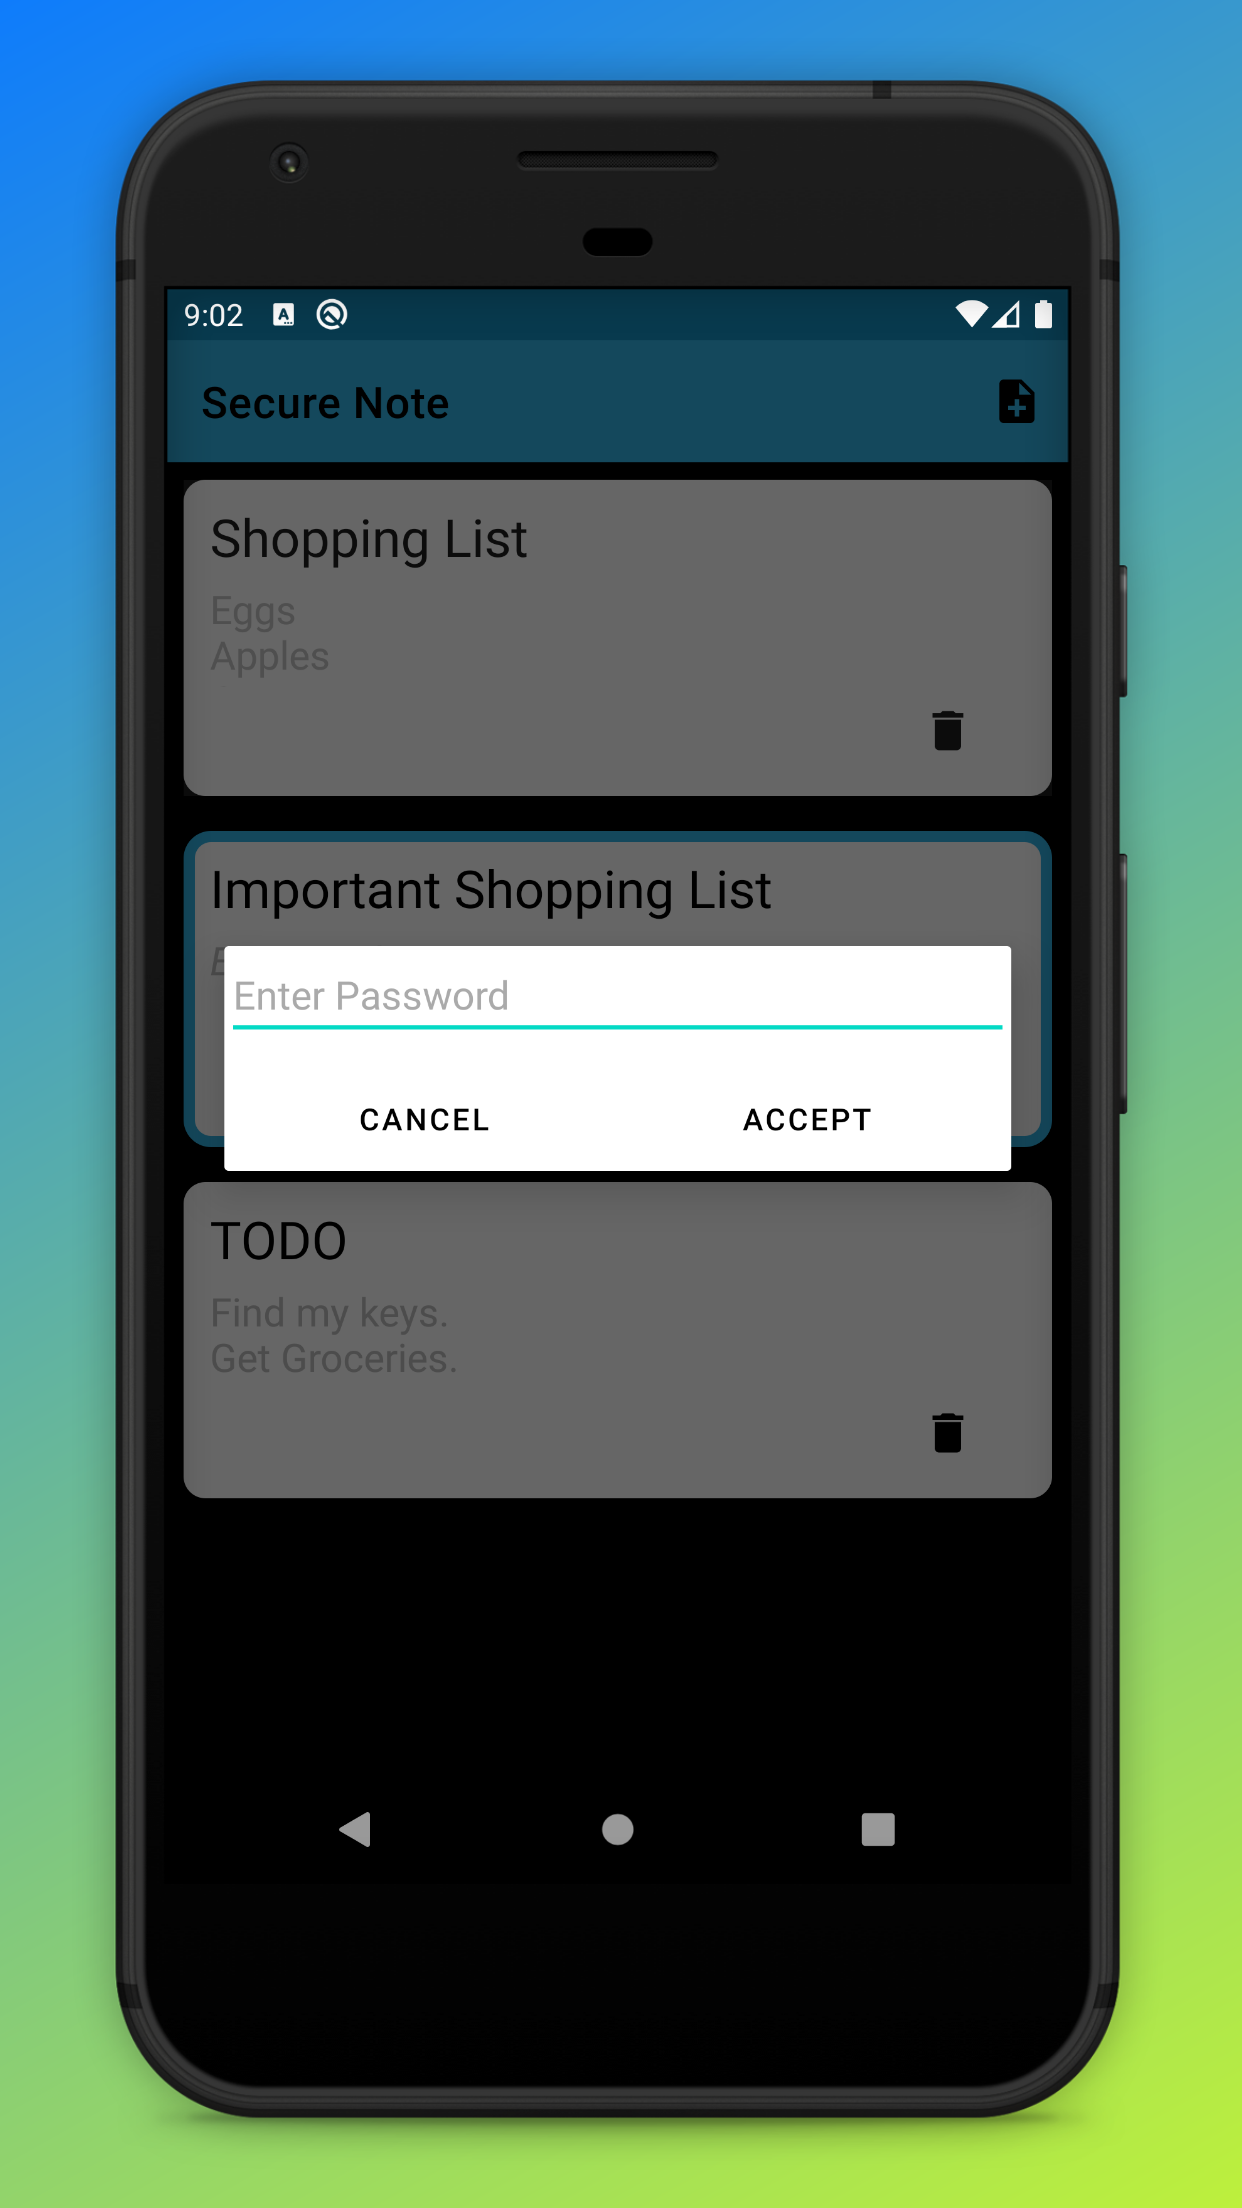 9:02
Secure Note
Shopping List
Eggs
Apples
Important Shopping List
Enter Password
CANCEL
ACCEPT
TODO
Find my keys.
Get Groceries.